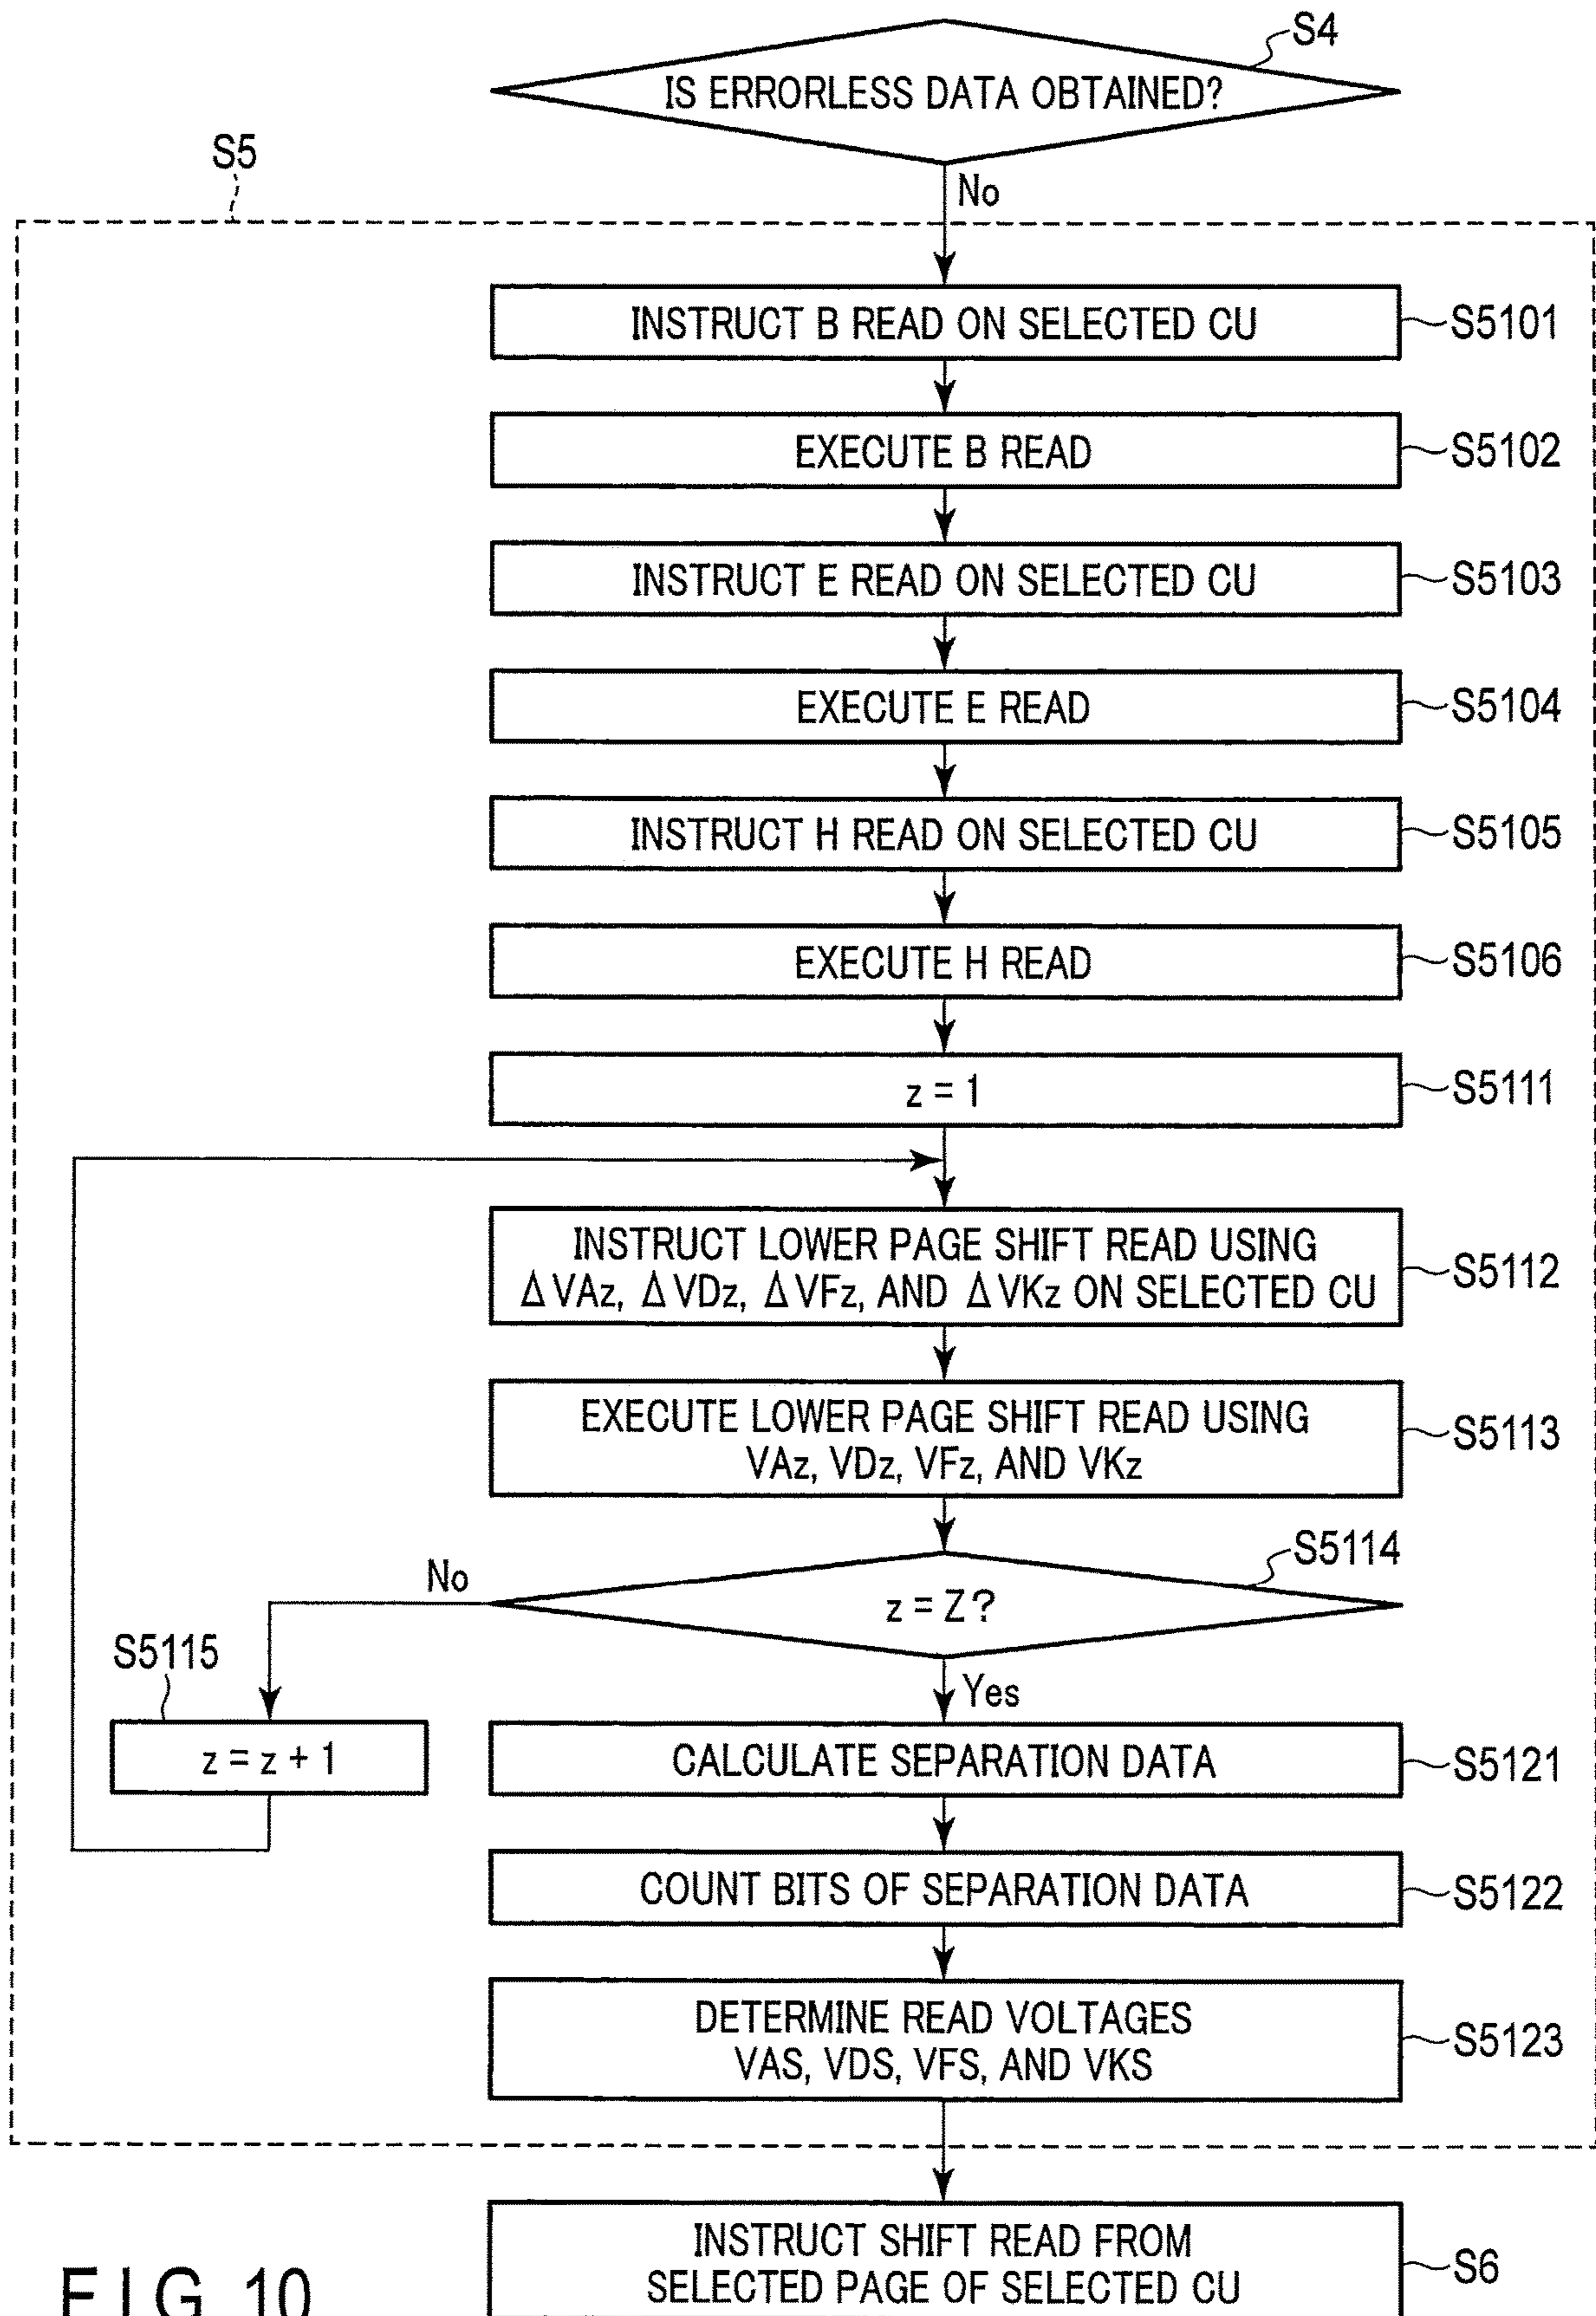 S4
IS ERRORLESS DATA OBTAINED?
S5
No
INSTRUCT B READ ON SELECTED CU
S5101
EXECUTE B READ
S5102
INSTRUCT E READ ON SELECTED CU
S5103
EXECUTE E READ
S5104
INSTRUCT H READ ON SELECTED CU
S5105
EXECUTE H READ
S5106
z = 1
S5111
INSTRUCT LOWER PAGE SHIFT READ USING
ΔVAz, ΔVDz, ΔVFz, AND ΔVKz ON SELECTED CU
S5112
EXECUTE LOWER PAGE SHIFT READ USING
VAz, VDz, VFz, AND VKz
S5113
S5114
No
z = Z?
S5115
Yes
z = z + 1
CALCULATE SEPARATION DATA
S5121
COUNT BITS OF SEPARATION DATA
S5122
DETERMINE READ VOLTAGES
VAS, VDS, VFS, AND VKS
S5123
INSTRUCT SHIFT READ FROM
SELECTED PAGE OF SELECTED CU
S6
FIG. 10